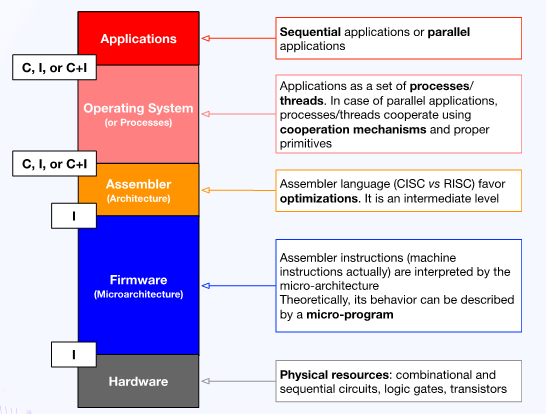 Applications
Sequential applications or parallel
applications
C, I, or C+I
Operating System
(or Processes)
Applications as a set of processes/
threads. In case of parallel applications,
processes/threads cooperate using
cooperation mechanisms and proper
primitives
C, I, or C+I
Assembler
(Architecture)
Assembler language (CISC vs RISC) favor
optimizations. It is an intermediate level
I
Firmware
(Microarchitecture)
Assembler instructions (machine
instructions actually) are interpreted by the
micro-architecture
Theoretically, its behavior can be described
by a micro-program
I
Hardware
Physical resources: combinational and
sequential circuits, logic gates, transistors